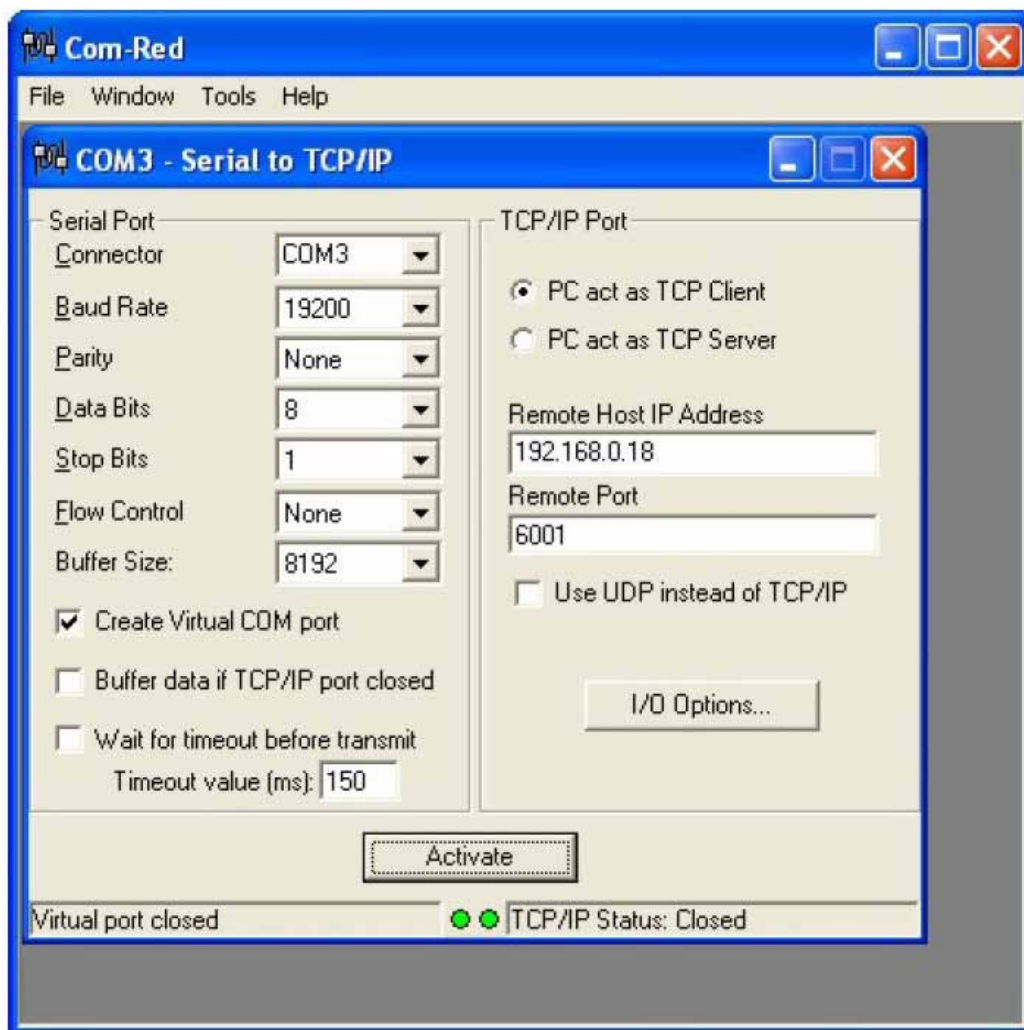 Com-Red
File Window Tools Help
COM3 - Serial to TCP/IP
Serial Port
Connector COM3
Baud Rate 19200
Parity None
Data Bits 8
Stop Bits 1
Flow Control None
Buffer Size: 8192
Create Virtual COM port
Buffer data if TCP/IP port closed
Wait for timeout before transmit
Timeout value (ms): 150
TCP/IP Port
PC act as TCP Client
PC act as TCP Server
Remote Host IP Address
192.168.0.18
Remote Port
6001
Use UDP instead of TCP/IP
I/O Options...
Activate
Virtual port closed
TCP/IP Status: Closed